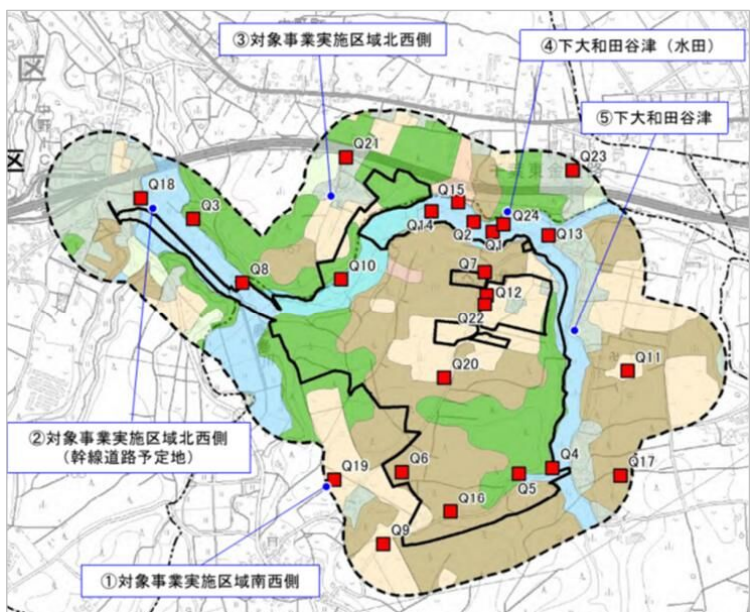 ③対象事業実施区域北西側
④下大和田谷津（水田）
⑤下大和田谷津
区
区
Q21
Q23
Q18
Q3
Q15
Q14
Q2
Q1
Q24
Q13
Q8
Q10
Q7
Q12
Q22
Q20
Q11
②対象事業実施区域北西側
（幹線道路予定地）
Q19
Q6
Q5
Q4
Q17
Q16
Q9
①対象事業実施区域南西側